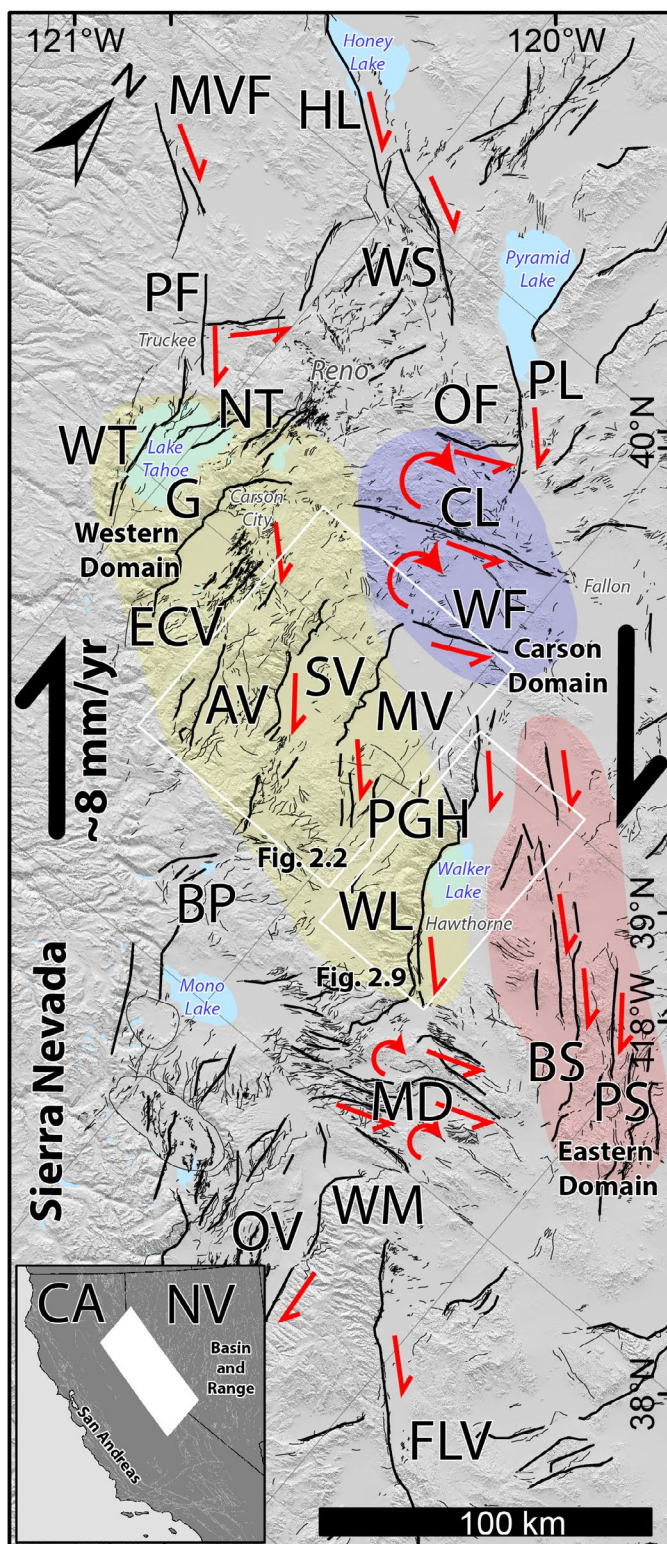 121°W
120°W
Honey
Lake
N
MVF
HL
WS
Pyramid
Lake
PF
Truckee
Reno
PL
OF
NT
WT
Lake
Tahoe
40°N
G
Carson
City
CL
Western
Domain
Fallon
WF
ECV
Carson
Domain
SV
AV
MV
~8 mm/yr
PGH
Fig. 2.2
Walker
Lake
BP
WL
Hawthorne
39°N
Fig. 2.9
Mono
Lake
118°W
BS
MD
PS
Sierra Nevada
Eastern
Domain
WM
OV
CA
NV
Basin
and
Range
San Andreas
38°N
FLV
100 km